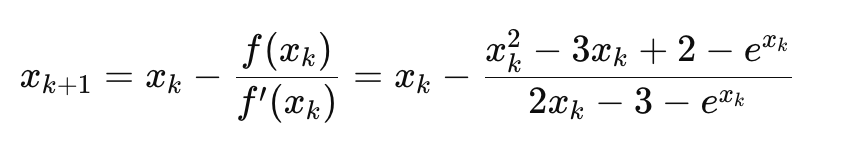 $x_{k+1} = x_k - \frac{f(x_k)}{f'(x_k)} = x_k - \frac{x_k^2 - 3x_k + 2 - e^{x_k}}{2x_k - 3 - e^{x_k}}$